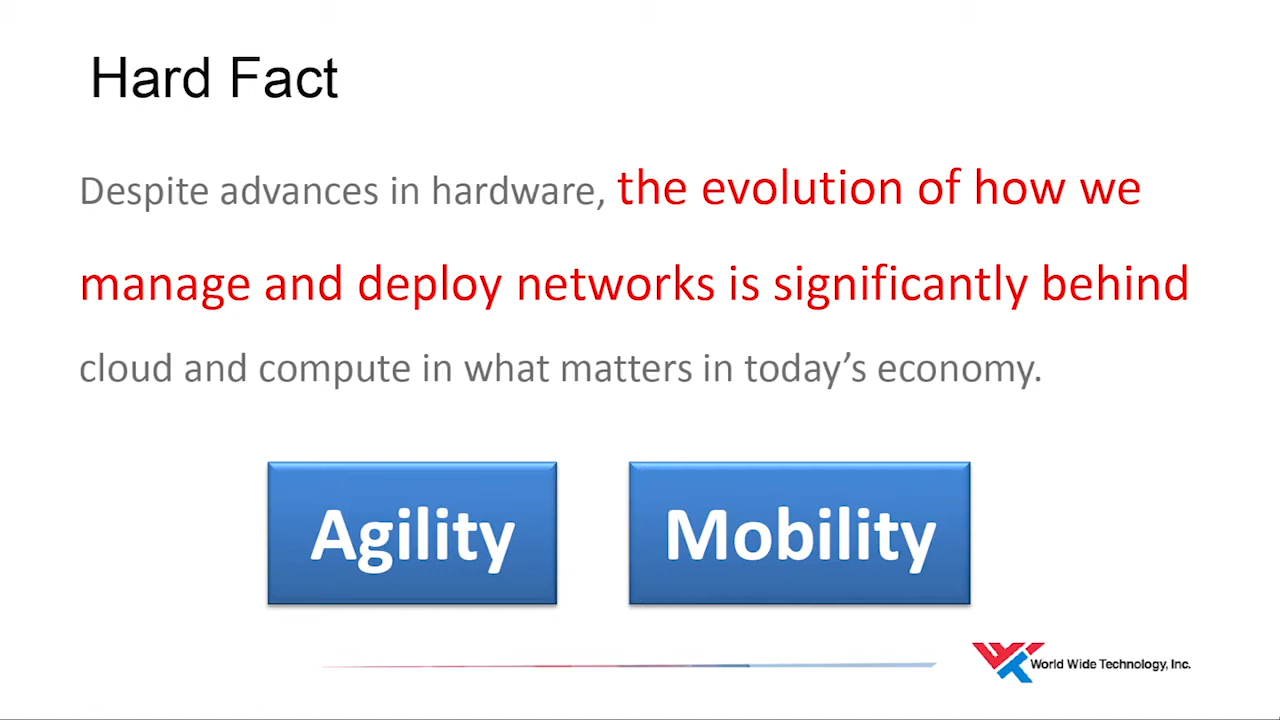 Hard Fact
Despite advances in hardware, the evolution of how we
manage and deploy networks is significantly behind
cloud and compute in what matters in today’s economy.
Agility
Mobility
World Wide Technology, Inc.